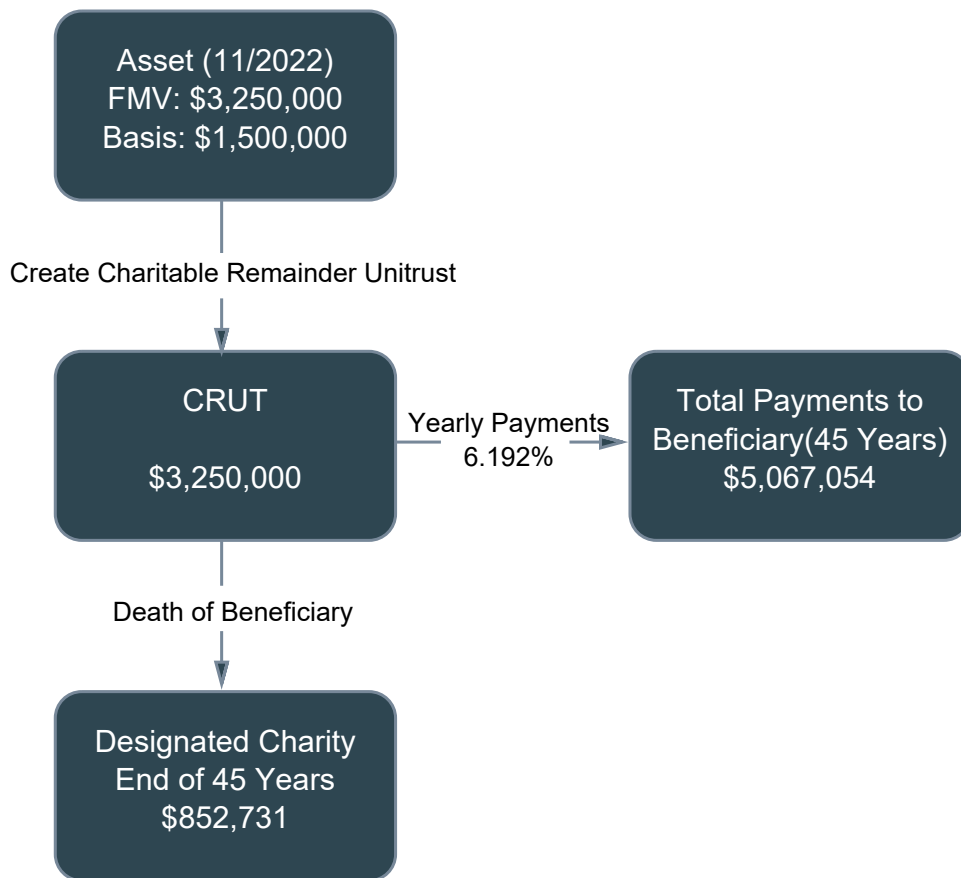 Asset (11/2022)
FMV: $3,250,000
Basis: $1,500,000
Create Charitable Remainder Unitrust
CRUT
$3,250,000
Yearly Payments
6.192%
Total Payments to
Beneficiary(45 Years)
$5,067,054
Death of Beneficiary
Designated Charity
End of 45 Years
$852,731